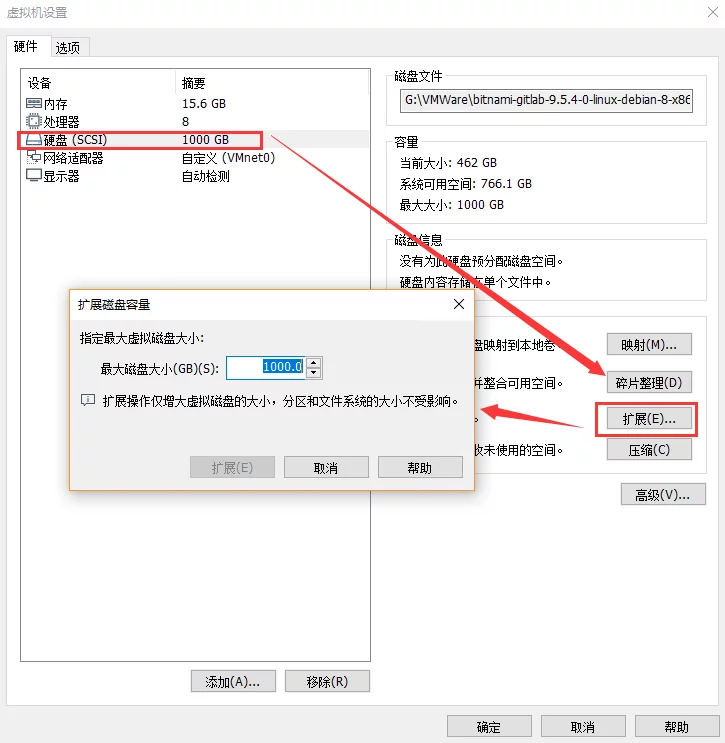 虚拟机设置
硬件
选项
设备
摘要
内存
15.6 GB
处理器
8
硬盘 (SCSI)
1000 GB
网络适配器
自定义 (VMnet0)
显示器
自动检测
磁盘文件
G:\VMWare\bitnami-gitlab-9.5.4-0-linux-debian-8-x86
容量
当前大小: 462 GB
系统可用空间: 766.1 GB
最大大小: 1000 GB
磁盘信息
没有为此硬盘预分配磁盘空间。
硬盘内容存储在单个文件中。
盘映射到本地卷
映射(M)...
并整合可用空间。
碎片整理(D)
扩展(E)...
收未使用的空间。
压缩(C)
高级(V)...
扩展磁盘容量
指定最大虚拟磁盘大小:
最大磁盘大小(GB)(S):
1000.0
扩展操作仅增大虚拟磁盘的大小，分区和文件系统的大小不受影响。
扩展(E)
取消
帮助
添加(A)...
移除(R)
确定
取消
帮助